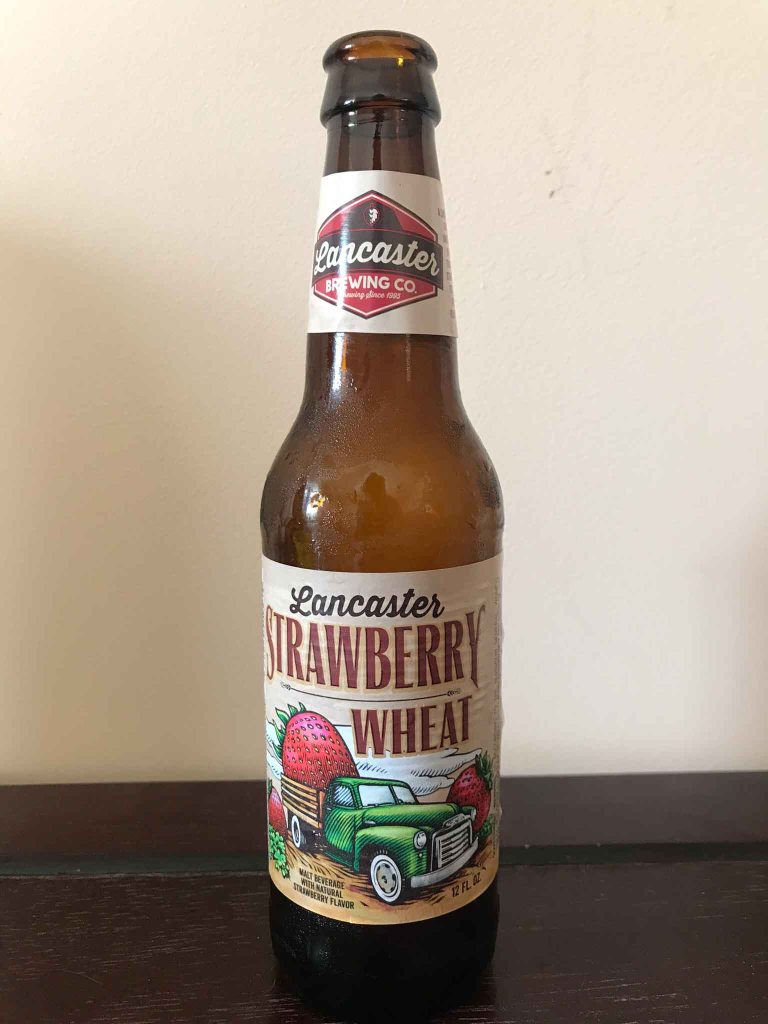 Lancaster
BREWING CO.
Brewing Since 1995
Lancaster
STRAWBERRY
WHEAT
MALT BEVERAGE
WITH NATURAL
STRAWBERRY FLAVOR
12 FL. OZ.